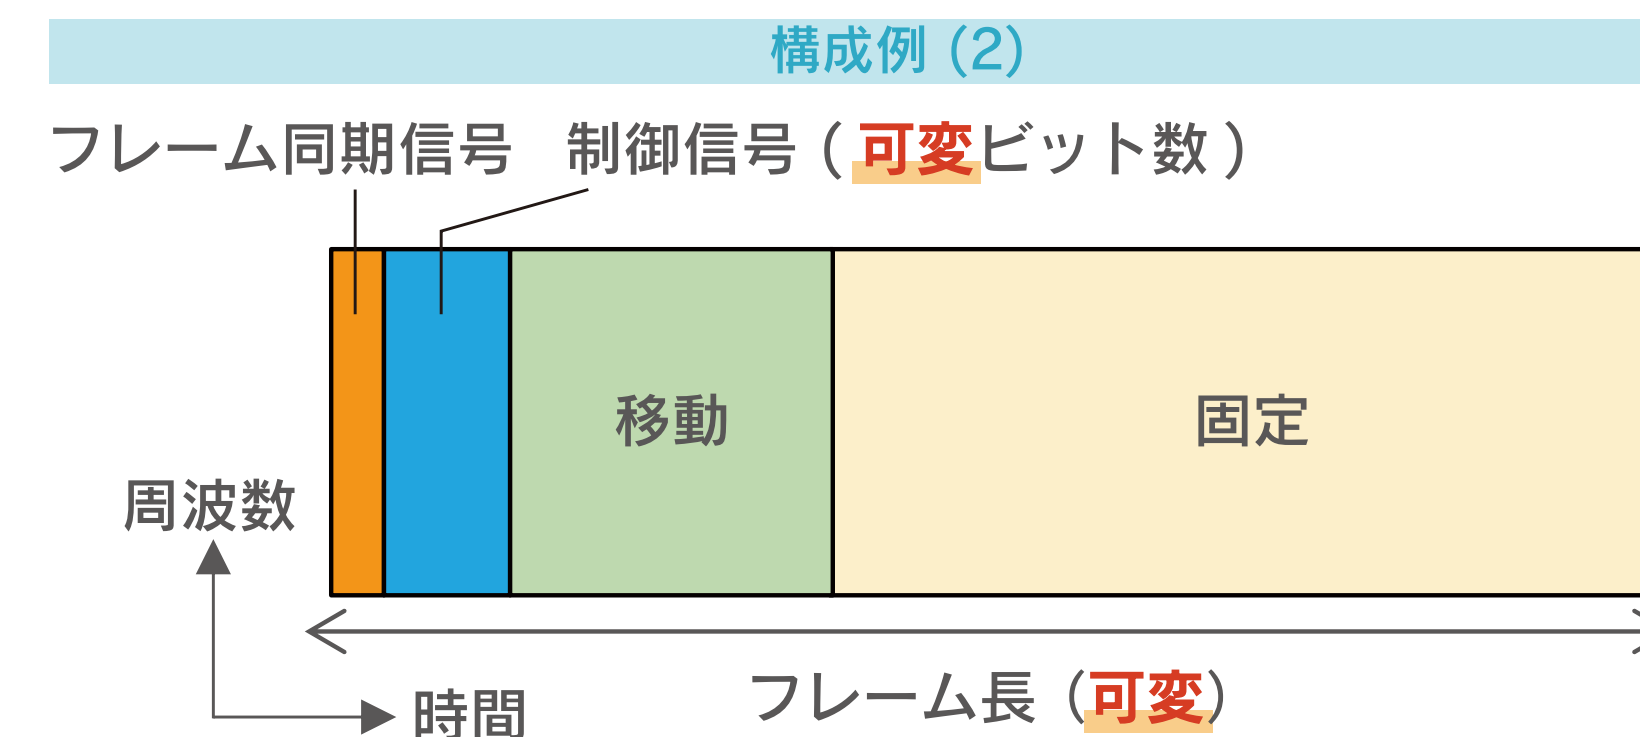 構成例 (2)
フレーム同期信号 制御信号 ( 可変ビット数 )
移動 固定
周波数
時間
フレーム長 (可変)